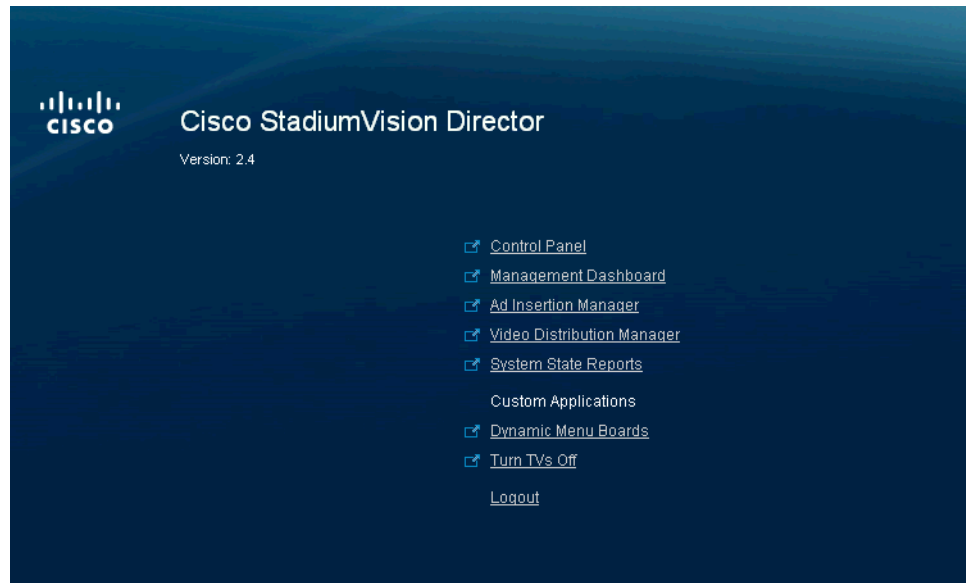 CISCO
Cisco StadiumVision Director
Version: 2.4
Control Panel
Management Dashboard
Ad Insertion Manager
Video Distribution Manager
System State Reports
Custom Applications
Dynamic Menu Boards
Turn TVs Off
Logout